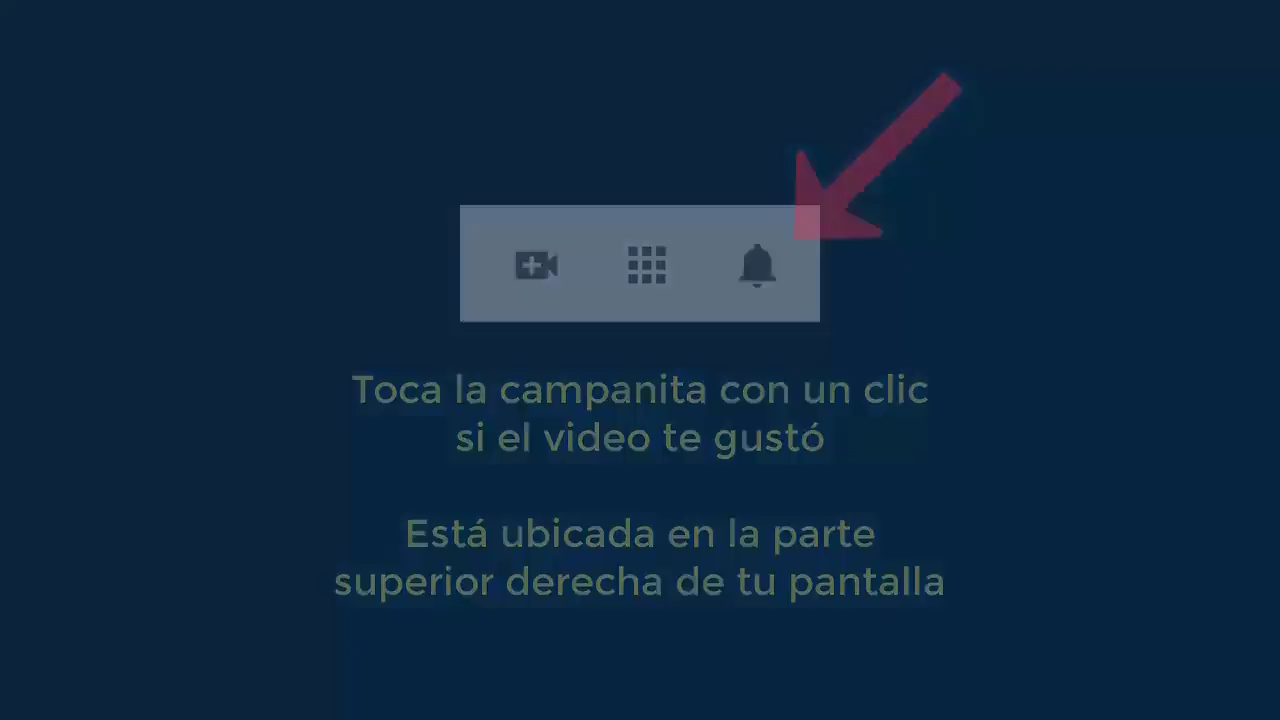 Toca la campanita con un clic
si el video te gustó
Está ubicada en la parte
superior derecha de tu pantalla